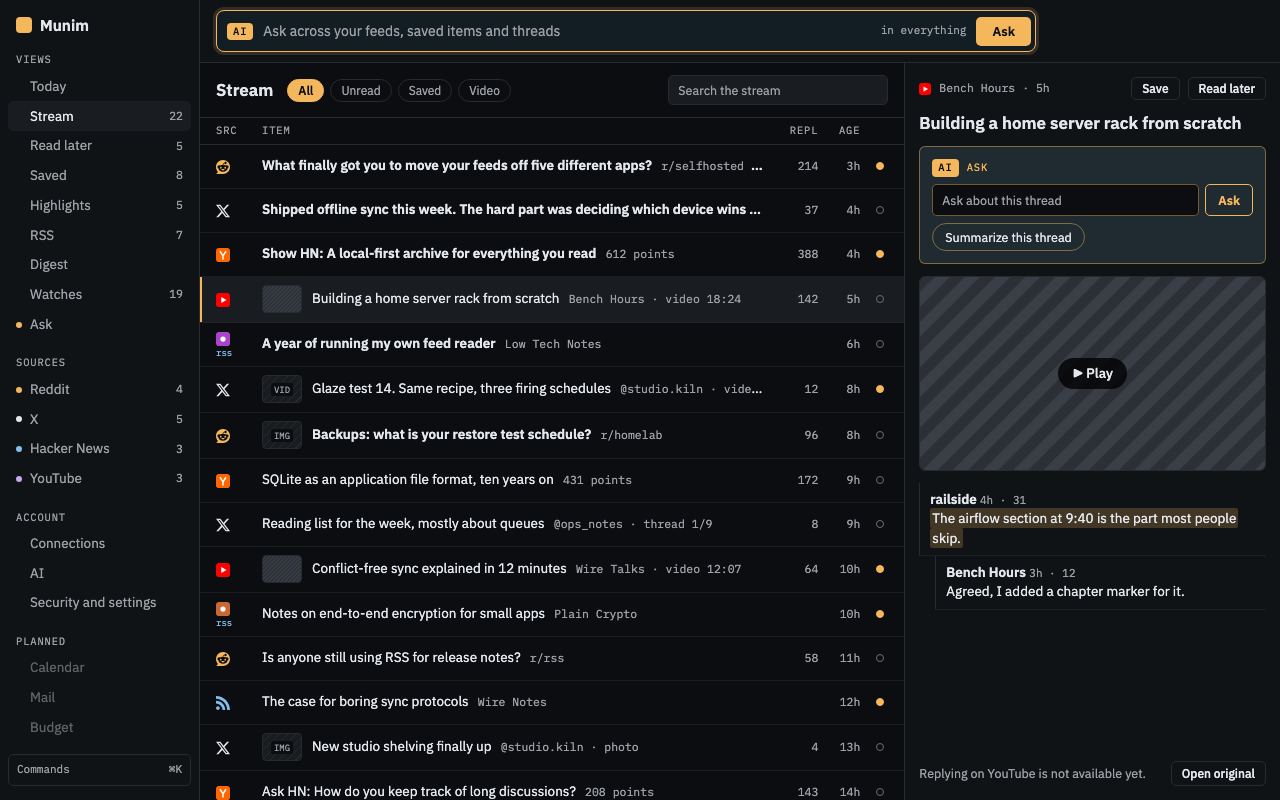 Munim
VIEWS
Today
Stream 22
Read later 5
Saved 8
Highlights 5
RSS 7
Digest
Watches 19
Ask
SOURCES
Reddit 4
X 5
Hacker News 3
YouTube 3
ACCOUNT
Connections
AI
Security and settings
PLANNED
Calendar
Mail
Budget
Commands ⌘K
AI Ask across your feeds, saved items and threads in everything Ask
Stream All Unread Saved Video Search the stream
SRC ITEM REPL AGE
What finally got you to move your feeds off five different apps? r/selfhosted ... 214 3h
Shipped offline sync this week. The hard part was deciding which device wins ... 37 4h
Show HN: A local-first archive for everything you read 612 points 388 4h
Building a home server rack from scratch Bench Hours · video 18:24 142 5h
A year of running my own feed reader Low Tech Notes 6h
rss
VID Glaze test 14. Same recipe, three firing schedules @studio.kiln · vide... 12 8h
IMG Backups: what is your restore test schedule? r/homelab 96 8h
SQLite as an application file format, ten years on 431 points 172 9h
Reading list for the week, mostly about queues @ops_notes · thread 1/9 8 9h
Conflict-free sync explained in 12 minutes Wire Talks · video 12:07 64 10h
Notes on end-to-end encryption for small apps Plain Crypto 10h
rss
Is anyone still using RSS for release notes? r/rss 58 11h
The case for boring sync protocols Wire Notes 12h
IMG New studio shelving finally up @studio.kiln · photo 4 13h
Ask HN: How do you keep track of long discussions? 208 points 143 14h
Bench Hours · 5h Save Read later
Building a home server rack from scratch
AI ASK
Ask about this thread Ask
Summarize this thread
Play
railside 4h · 31
The airflow section at 9:40 is the part most people
skip.
Bench Hours 3h · 12
Agreed, I added a chapter marker for it.
Replying on YouTube is not available yet. Open original